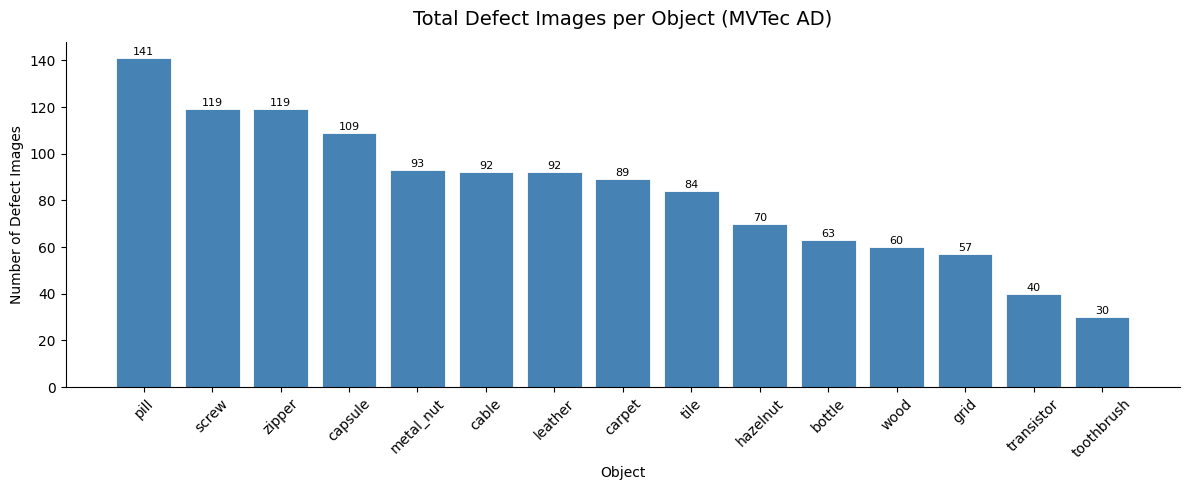 Total Defect Images per Object (MVTec AD)
Number of Defect Images
140
120
100
80
60
40
20
0
141
119
119
109
93
92
92
89
84
70
63
60
57
40
30
pill
screw
zipper
capsule
metal_nut
cable
leather
carpet
tile
hazelnut
bottle
wood
grid
transistor
toothbrush
Object